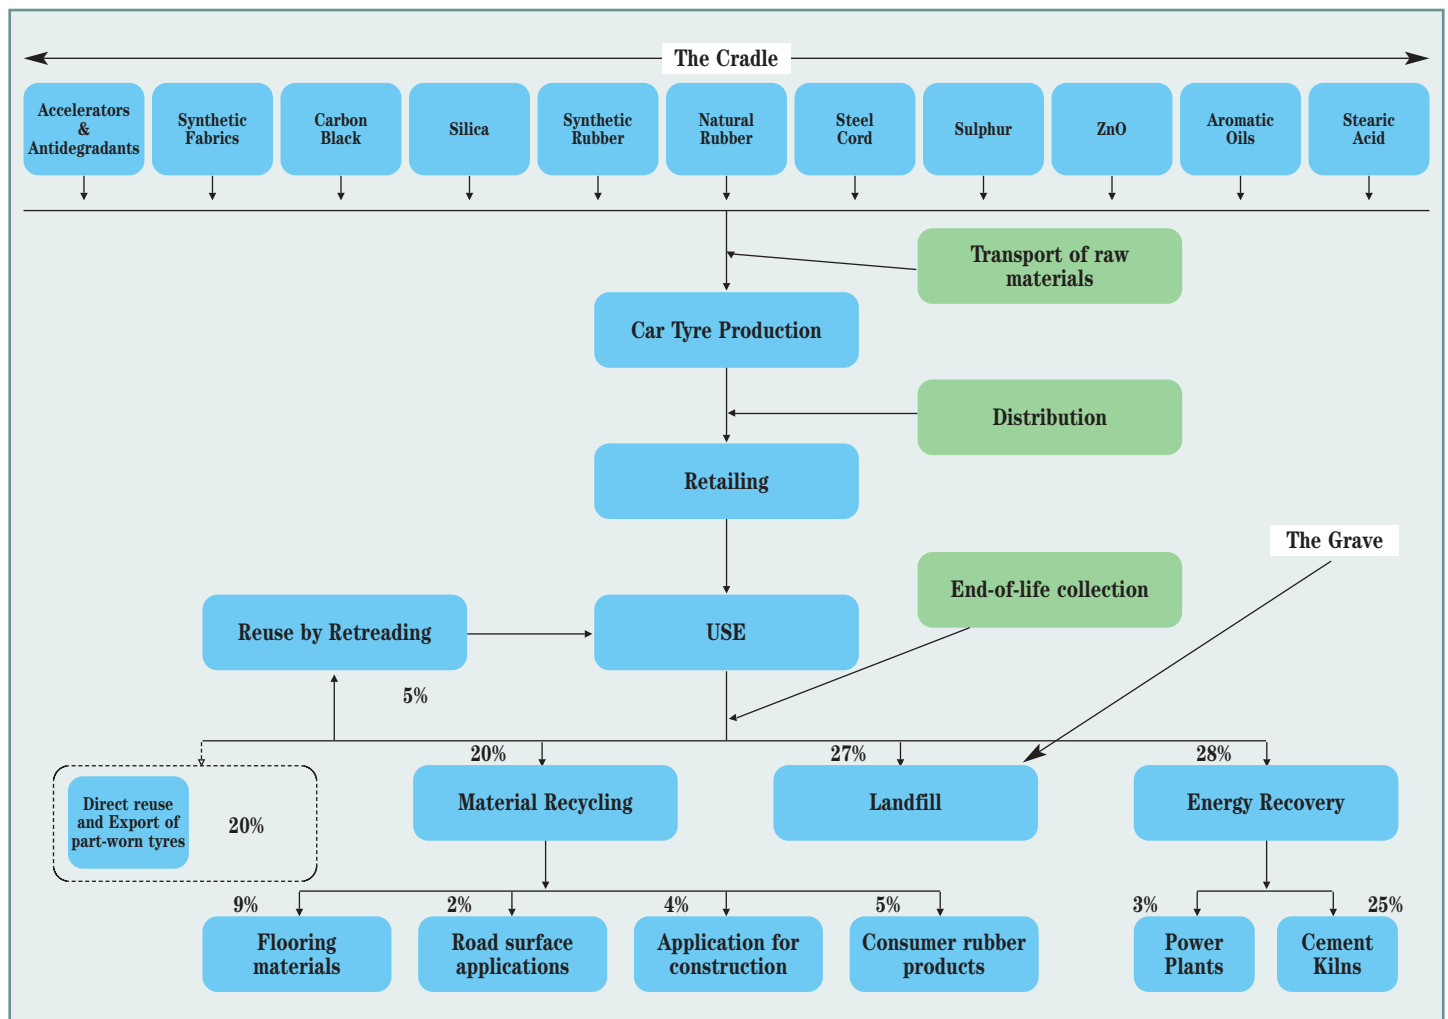 The Cradle
Accelerators
&
Antidegradants
Synthetic
Fabrics
Carbon
Black
Silica
Synthetic
Rubber
Natural
Rubber
Steel
Cord
Sulphur
ZnO
Aromatic
Oils
Stearic
Acid
Transport of raw
materials
Car Tyre Production
Distribution
Retailing
The Grave
End-of-life collection
Reuse by Retreading
USE
5%
20%
27%
28%
Direct reuse
and Export of
part-worn tyres
20%
Material Recycling
Landfill
Energy Recovery
9%
2%
4%
5%
3%
25%
Flooring
materials
Road surface
applications
Application for
construction
Consumer rubber
products
Power
Plants
Cement
Kilns